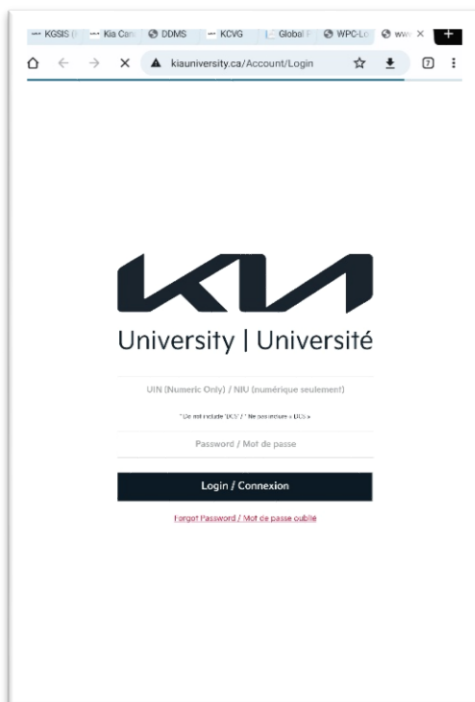 KGSIS
Kia Can
DDMS
KCVG
Global
WPC-Lo
ww
kiauniversity.ca/Account/Login
7
KIA
University | Université
UIN (Numeric Only) / NIU (numérique seulement)
Password / Mot de passe
Login / Connexion
Forgot Password / Mot de passe oublié